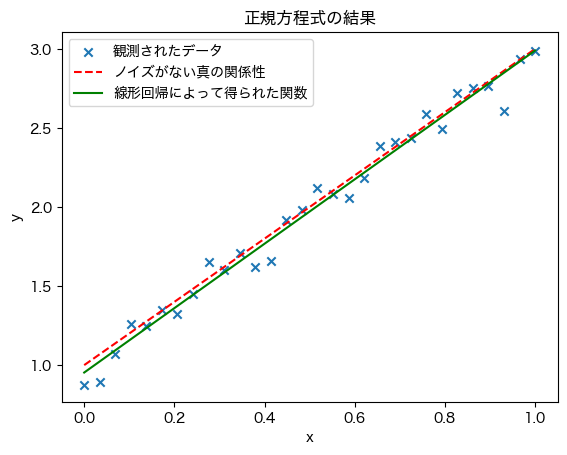 正規方程式の結果
観測されたデータ
ノイズがない真の関係性
線形回帰によって得られた関数
y
3.0
2.5
2.0
1.5
1.0
0.0 0.2 0.4 0.6 0.8 1.0
x